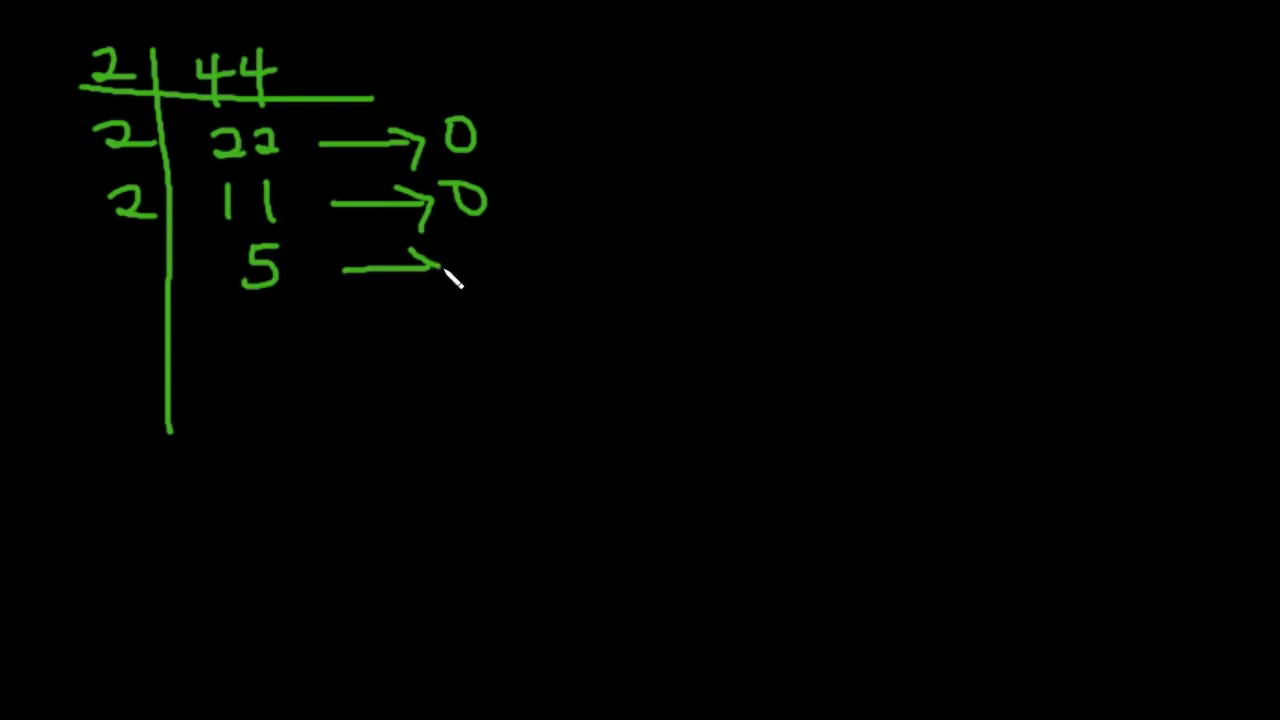 2 44
2 22 → 0
2 11 → 0
5 →